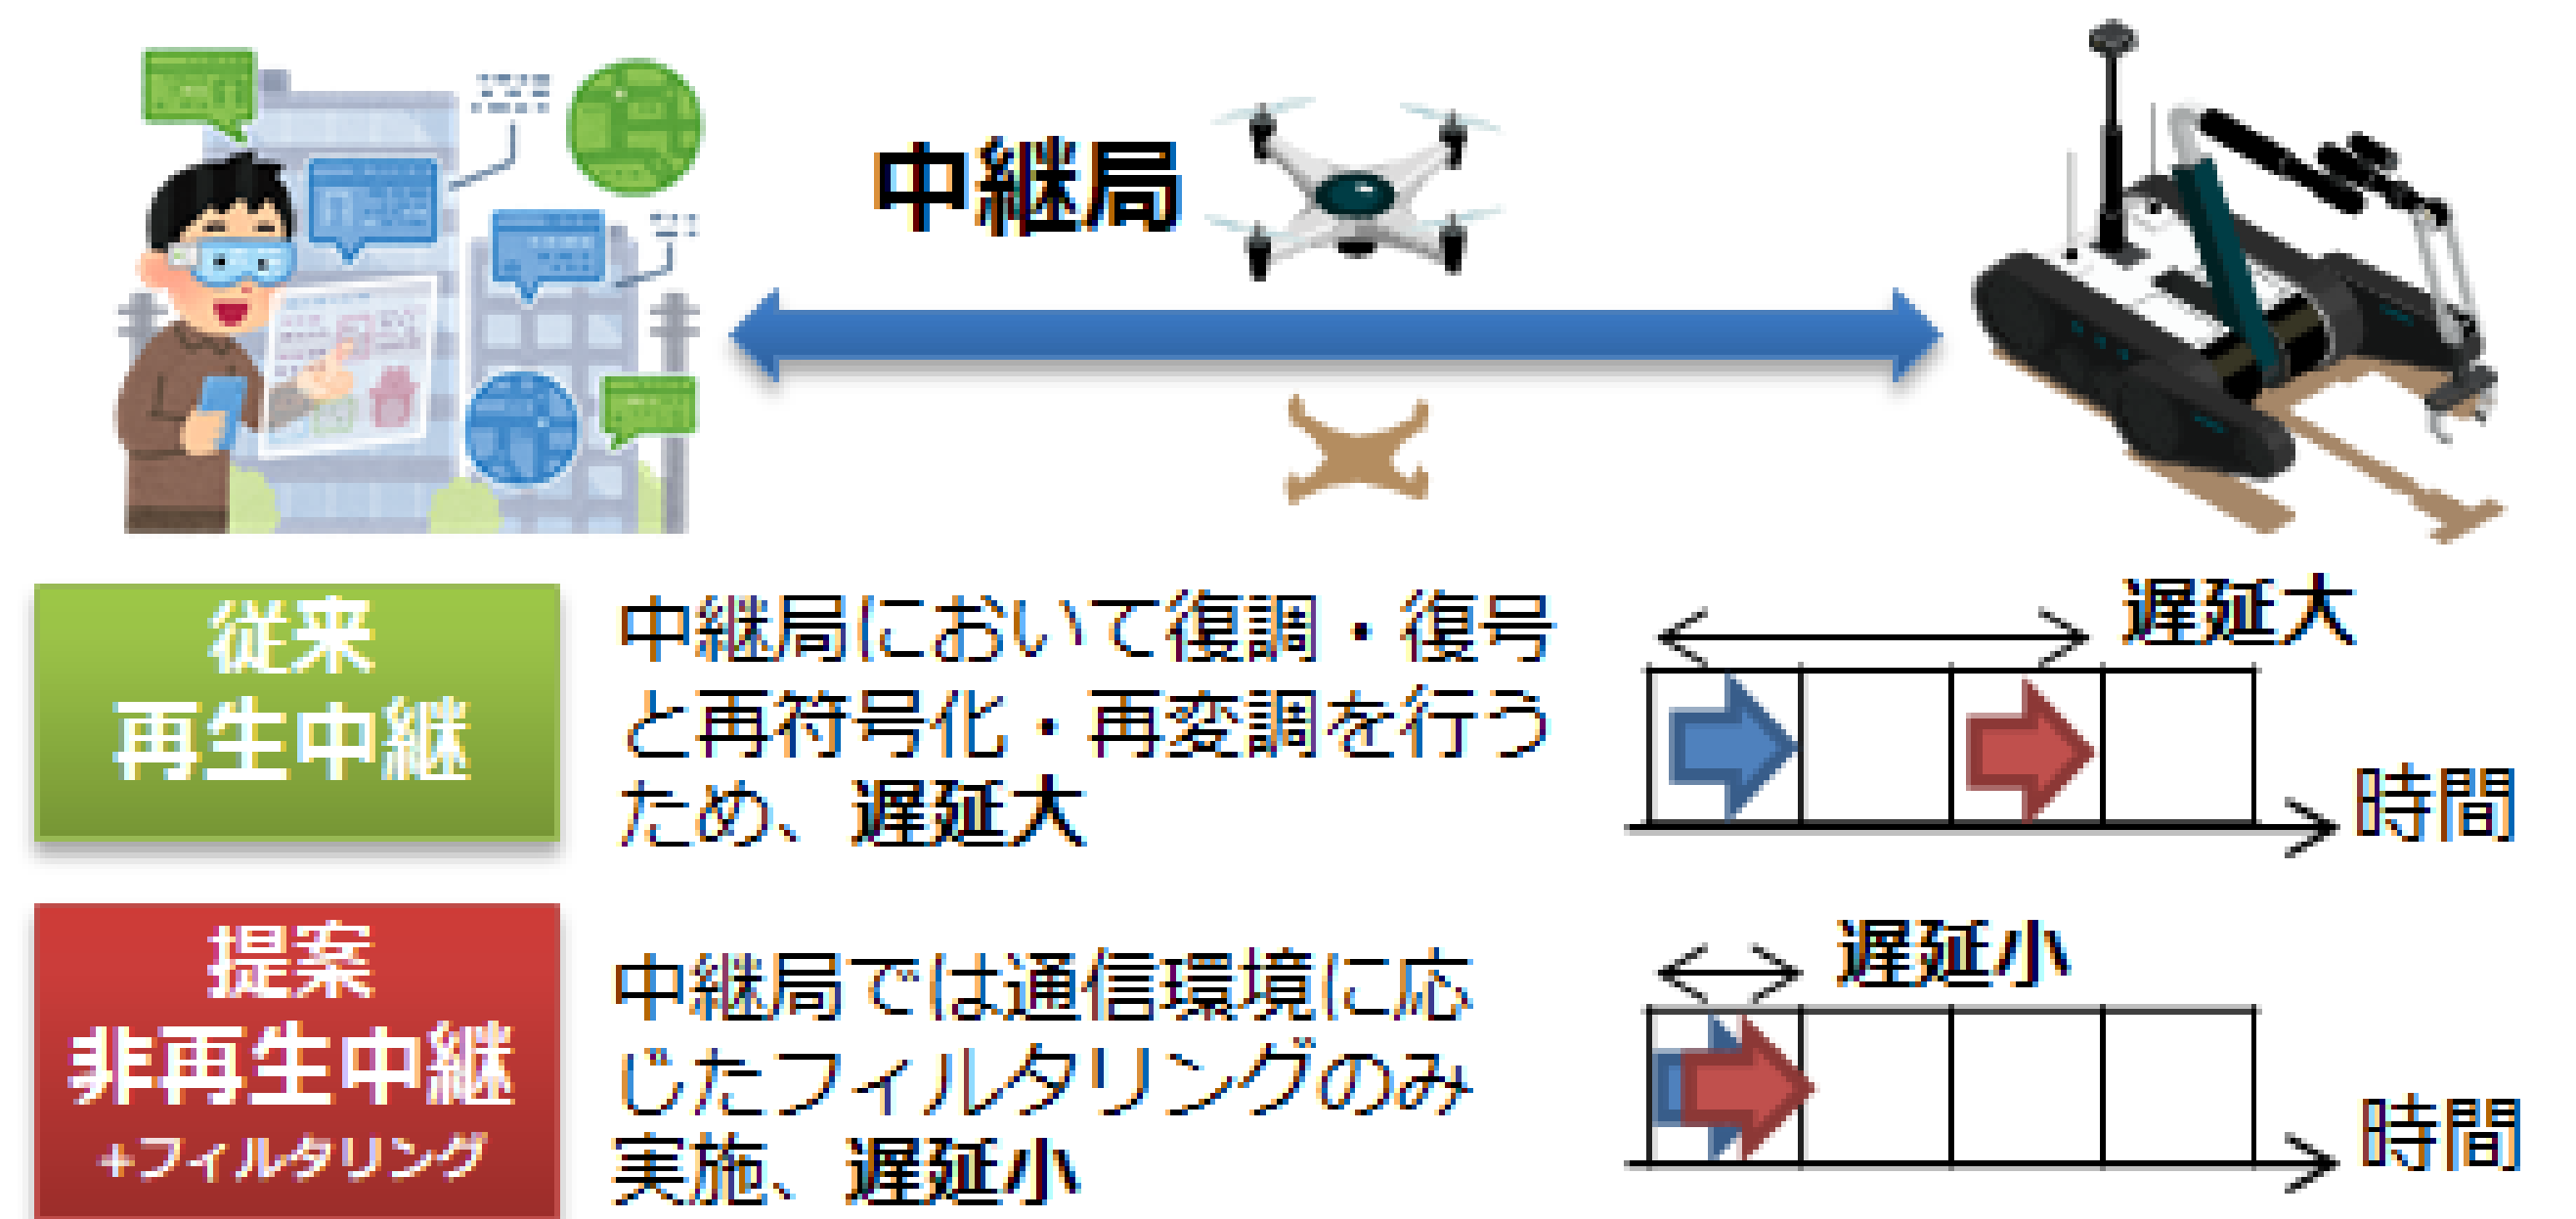 中継局
従来
再生中継
中継局において復調・復号
と再符号化・再変調を行う
ため、遅延大
遅延大
時間
提案
非再生中継
+フィルタリング
中継局では通信環境に応
じたフィルタリングのみ
実施、遅延小
遅延小
時間